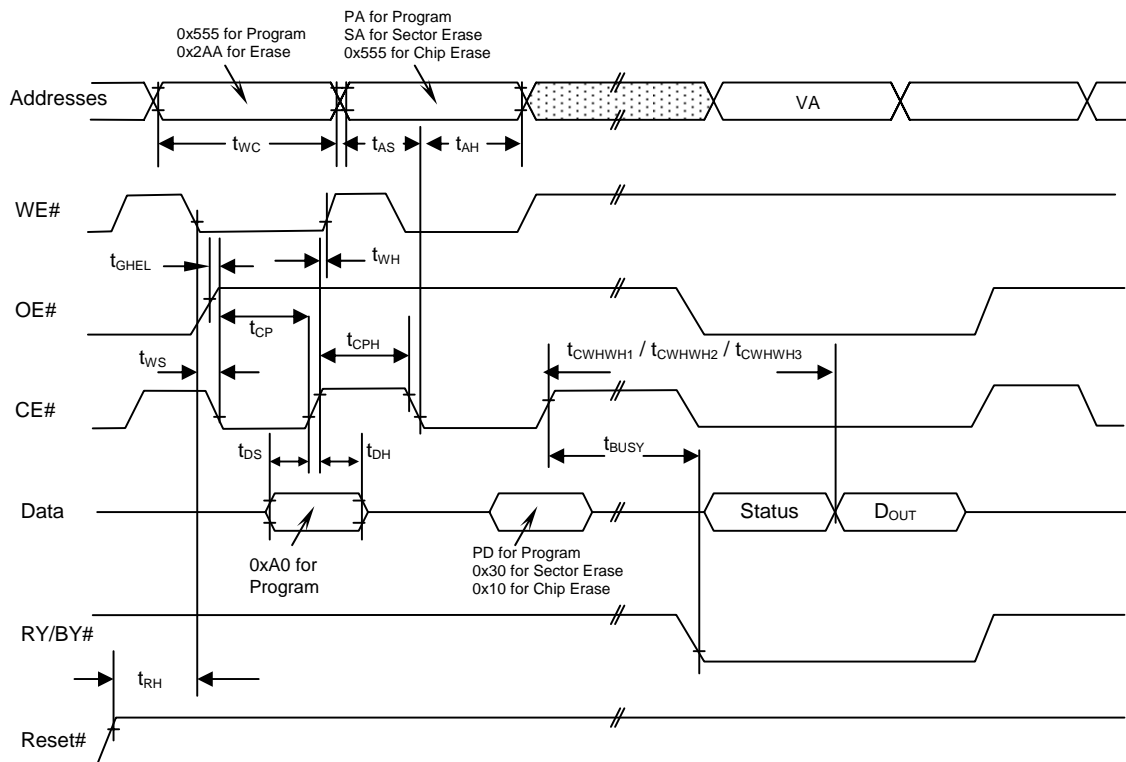 0x555 for Program
0x2AA for Erase
PA for Program
SA for Sector Erase
0x555 for Chip Erase
Addresses
VA
tWC
tAS
tAH
WE#
tGHEL
tWH
OE#
tCP
tCPH
tCWHWH1 / tCWHWH2 / tCWHWH3
tWS
CE#
tDS
tDH
tBUSY
Data
Status
DOUT
0xA0 for
Program
PD for Program
0x30 for Sector Erase
0x10 for Chip Erase
RY/BY#
tRH
Reset#